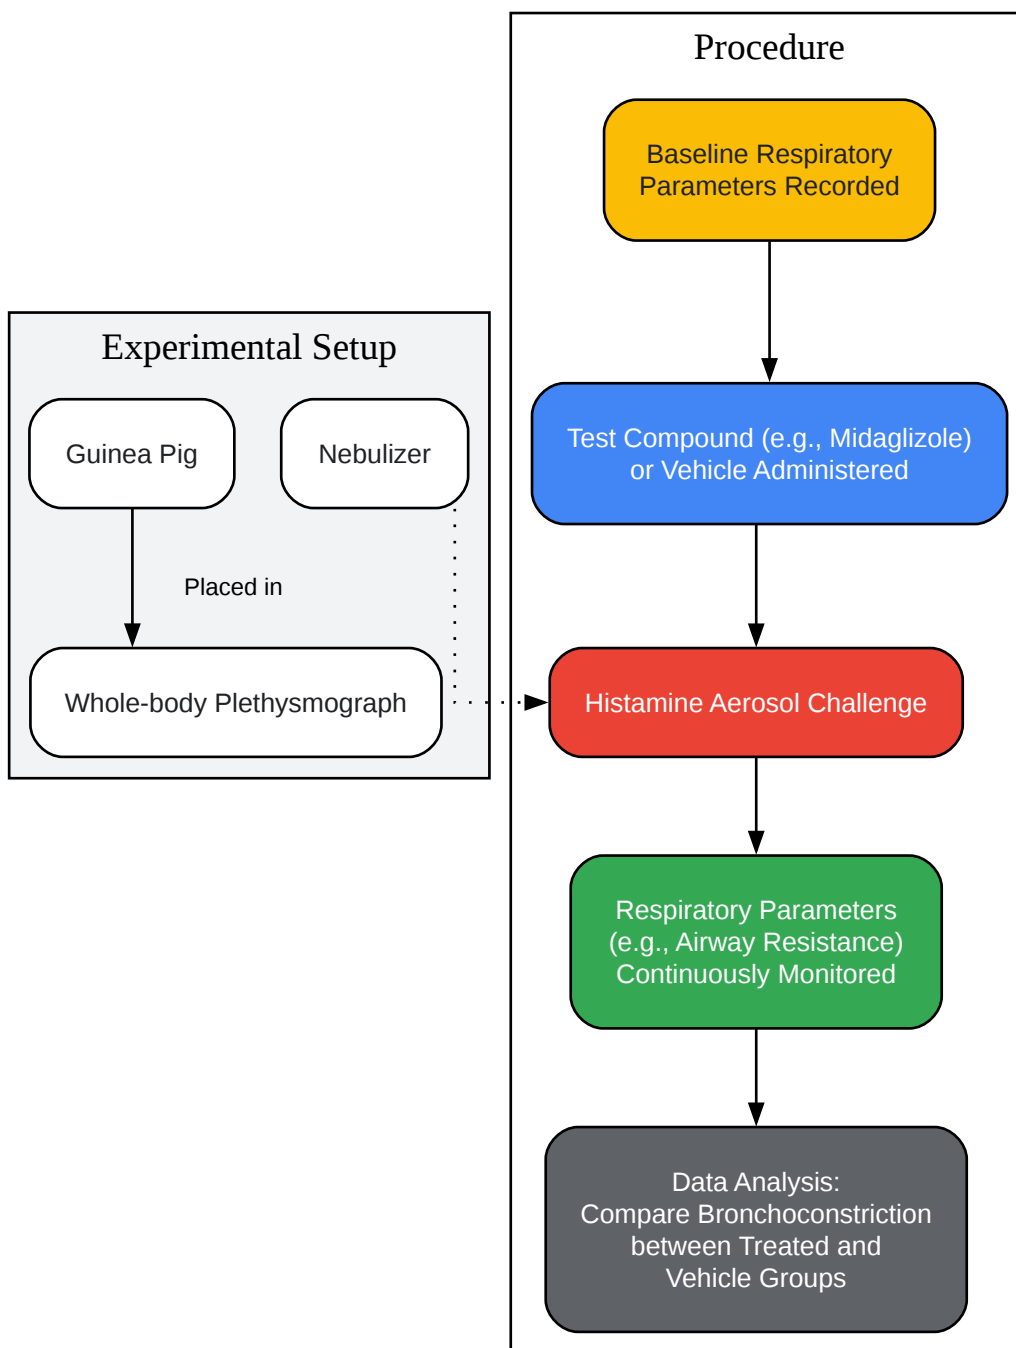 Procedure
Baseline Respiratory
Parameters Recorded
Experimental Setup
Guinea Pig
Nebulizer
Test Compound (e.g., Midaglizole)
or Vehicle Administered
Placed in
Whole-body Plethysmograph
Histamine Aerosol Challenge
Respiratory Parameters
(e.g., Airway Resistance)
Continuously Monitored
Data Analysis:
Compare Bronchoconstriction
between Treated and
Vehicle Groups